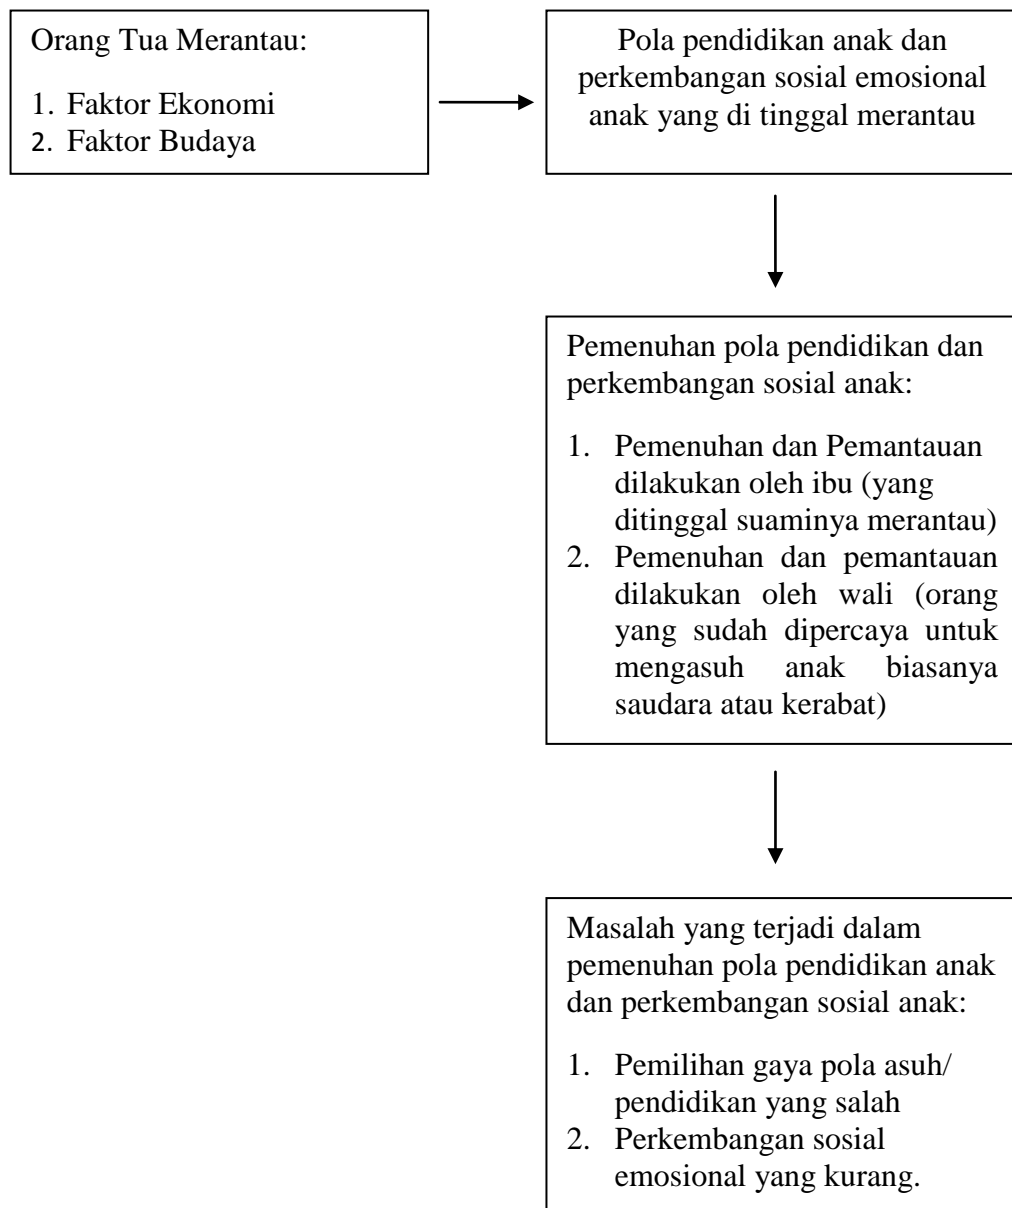 Orang Tua Merantau:
1. Faktor Ekonomi
2. Faktor Budaya
Pola pendidikan anak dan
perkembangan sosial emosional
anak yang di tinggal merantau
Pemenuhan pola pendidikan dan
perkembangan sosial anak:
1. Pemenuhan dan Pemantauan
dilakukan oleh ibu (yang
ditinggal suaminya merantau)
2. Pemenuhan dan pemantauan
dilakukan oleh wali (orang
yang sudah dipercaya untuk
mengasuh anak biasanya
saudara atau kerabat)
Masalah yang terjadi dalam
pemenuhan pola pendidikan anak
dan perkembangan sosial anak:
1. Pemilihan gaya pola asuh/
pendidikan yang salah
2. Perkembangan sosial
emosional yang kurang.